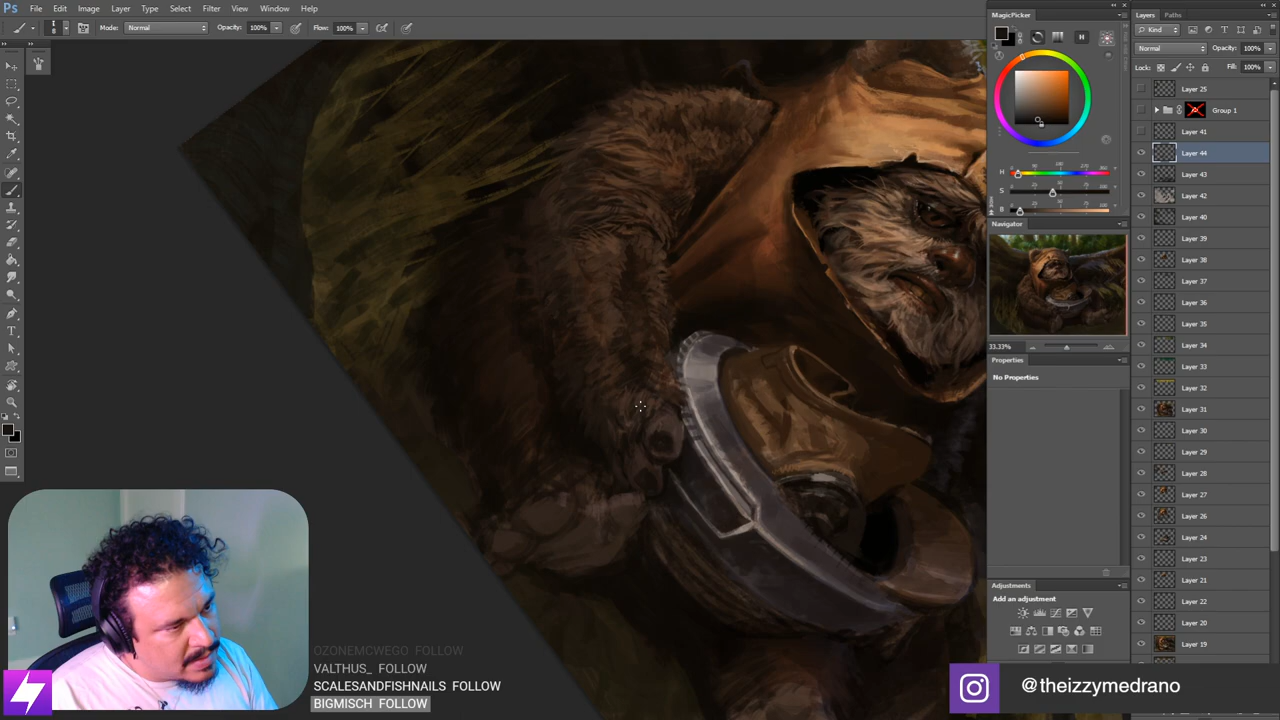 Ps File Edit Image Layer Type Select Filter View Window Help
Mode: Normal Opacity: 100% Flow: 100%
MagicPicker
H
H
S
B
Navigator
33.33%
Properties
No Properties
Adjustments
Add an adjustment
Layers Paths
Kind
Normal Opacity: 100%
Lock: Fill: 100%
Layer 25
Group 1
Layer 41
Layer 44
Layer 43
Layer 42
Layer 40
Layer 39
Layer 38
Layer 37
Layer 36
Layer 35
Layer 34
Layer 33
Layer 32
Layer 31
Layer 30
Layer 29
Layer 28
Layer 27
Layer 26
Layer 24
Layer 23
Layer 21
Layer 22
Layer 20
Layer 19
OZONEMCWEGO FOLLOW
VALTHUS_ FOLLOW
SCALESANDFISHNAILS FOLLOW
BIGMISCH FOLLOW
@theizzymedrano